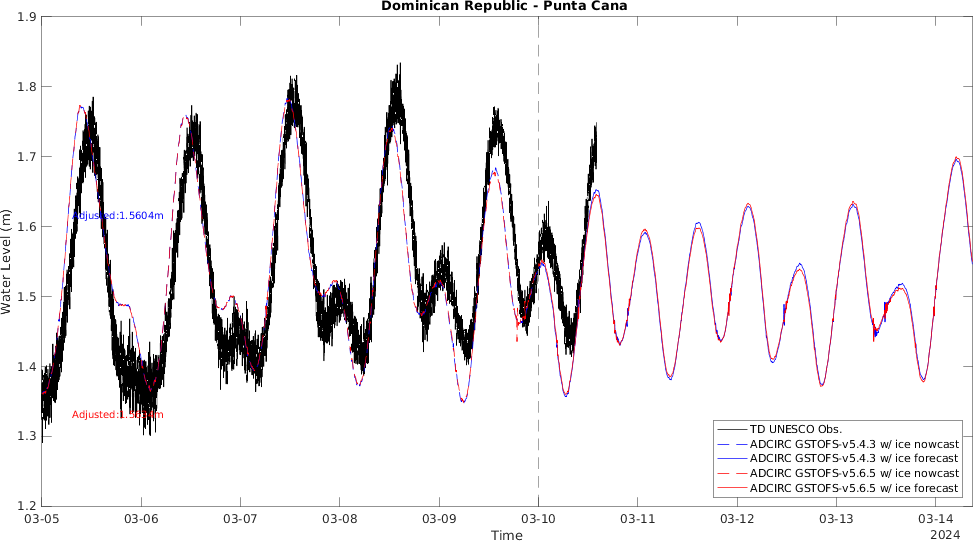 Dominican Republic - Punta Cana
Water Level (m)
1.9
1.8
1.7
1.6
1.5
1.4
1.3
1.2
Adjusted:1.5604m
03-05
03-06
03-07
03-08
03-09
03-10
03-11
03-12
03-13
03-14
2024
Time
TD UNESCO Obs.
ADCIRC GSTOFS-v5.4.3 w/ ice nowcast
ADCIRC GSTOFS-v5.4.3 w/ ice forecast
ADCIRC GSTOFS-v5.6.5 w/ ice nowcast
ADCIRC GSTOFS-v5.6.5 w/ ice forecast